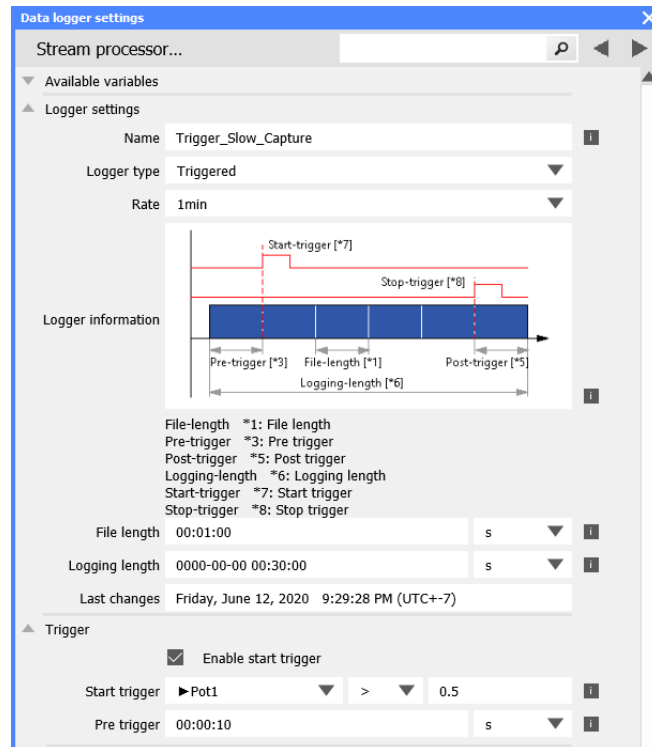 Data logger settings
Stream processor...
Available variables
Logger settings
Name Trigger_Slow_Capture
Logger type Triggered
Rate 1min
Logger information
Start-trigger [*7]
Stop-trigger [*8]
Pre-trigger [*3] File-length [*1] Post-trigger [*5]
Logging-length [*6]
File-length *1: File length
Pre-trigger *3: Pre trigger
Post-trigger *5: Post trigger
Logging-length *6: Logging length
Start-trigger *7: Start trigger
Stop-trigger *8: Stop trigger
File length 00:01:00 s
Logging length 0000-00-00 00:30:00 s
Last changes Friday, June 12, 2020 9:29:28 PM (UTC+-7)
Trigger
Enable start trigger
Start trigger ►Pot1 > 0.5
Pre trigger 00:00:10 s